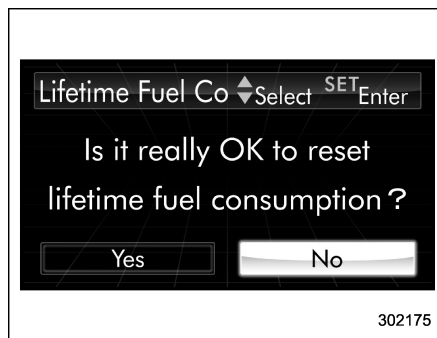 Lifetime Fuel Co Select SET Enter
Is it really OK to reset
lifetime fuel consumption?
Yes No
302175